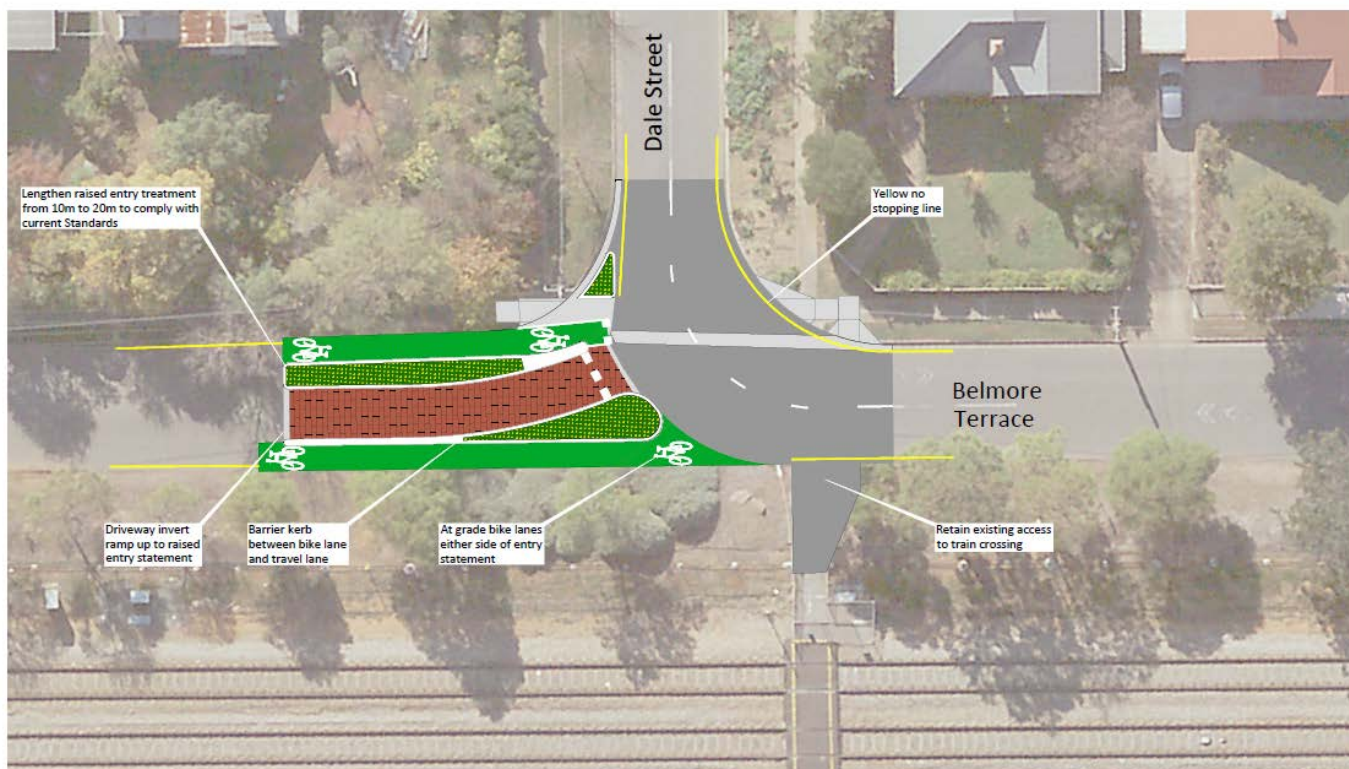 Dale Street
Lengthen raised entry treatment
from 10m to 20m to comply with
current Standards
Yellow no
stopping line
Belmore
Terrace
Driveway invert
ramp up to raised
entry statement
Barrier kerb
between bike lane
and travel lane
At grade bike lanes
either side of entry
statement
Retain existing access
to train crossing